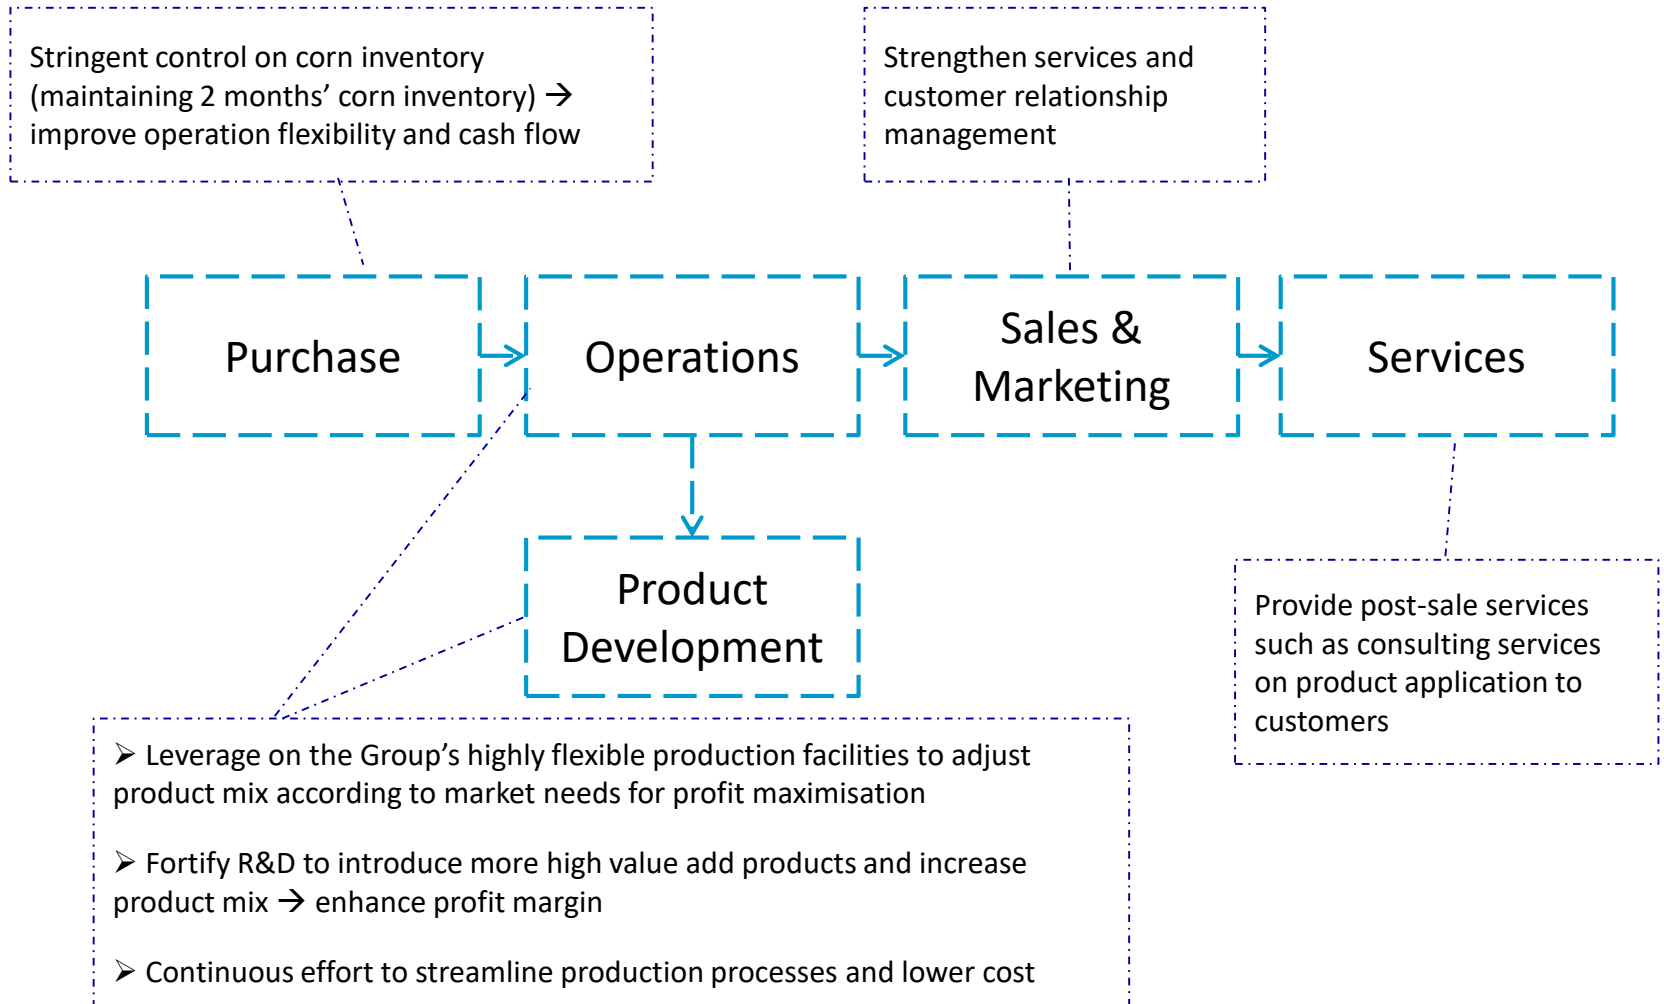 Stringent control on corn inventory
(maintaining 2 months’ corn inventory) →
improve operation flexibility and cash flow
Strengthen services and
customer relationship
management
Purchase
Operations
Sales &
Marketing
Services
Product
Development
Provide post-sale services
such as consulting services
on product application to
customers
➢ Leverage on the Group’s highly flexible production facilities to adjust
product mix according to market needs for profit maximisation
➢ Fortify R&D to introduce more high value add products and increase
product mix → enhance profit margin
➢ Continuous effort to streamline production processes and lower cost